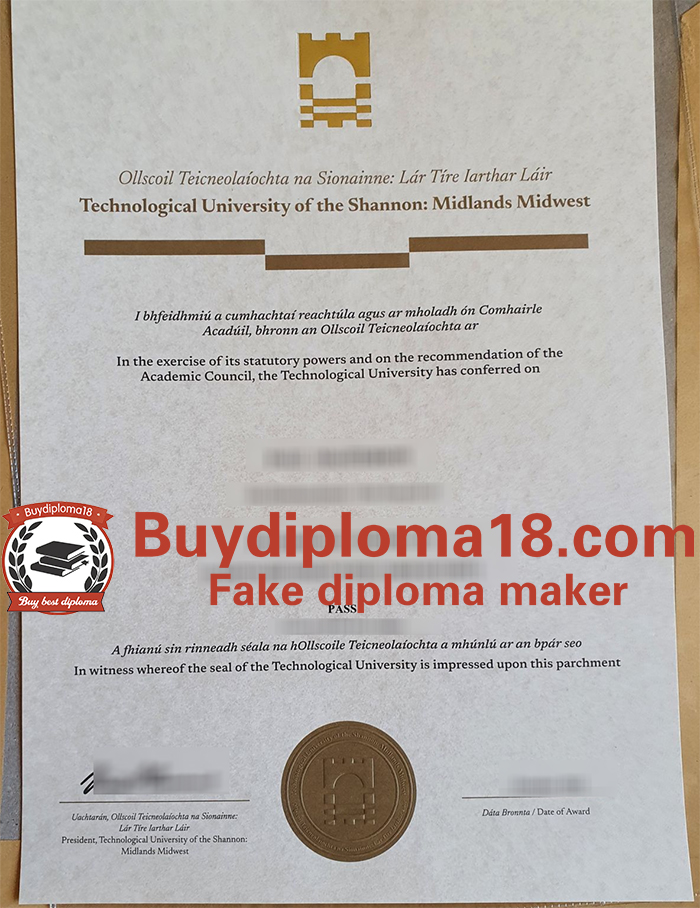 Ollscoil Teicneolaíochta na Sionainne: Lár Tíre Iarthar Láir
Technological University of the Shannon: Midlands Midwest
I bhfeidhmiú a cumhachtaí reachtúla agus ar mholadh ón Comhairle
Acadúil, bhronn an Ollscoil Teicneolaíochta ar
In the exercise of its statutory powers and on the recommendation of the
Academic Council, the Technological University has conferred on
Buydiploma18
Buy best diploma
Buydiploma18.com
Fake diploma maker
PASS
A fhianú sin rinneadh séala na hOllscoile Teicneolaíochta a mhúnlú ar an bpár seo
In witness whereof the seal of the Technological University is impressed upon this parchment
Uachtarán, Ollscoil Teicneolaíochta na Sionainne:
Lár Tíre Iarthar Láir
President, Technological University of the Shannon:
Midlands Midwest
Dáta Bronnta / Date of Award